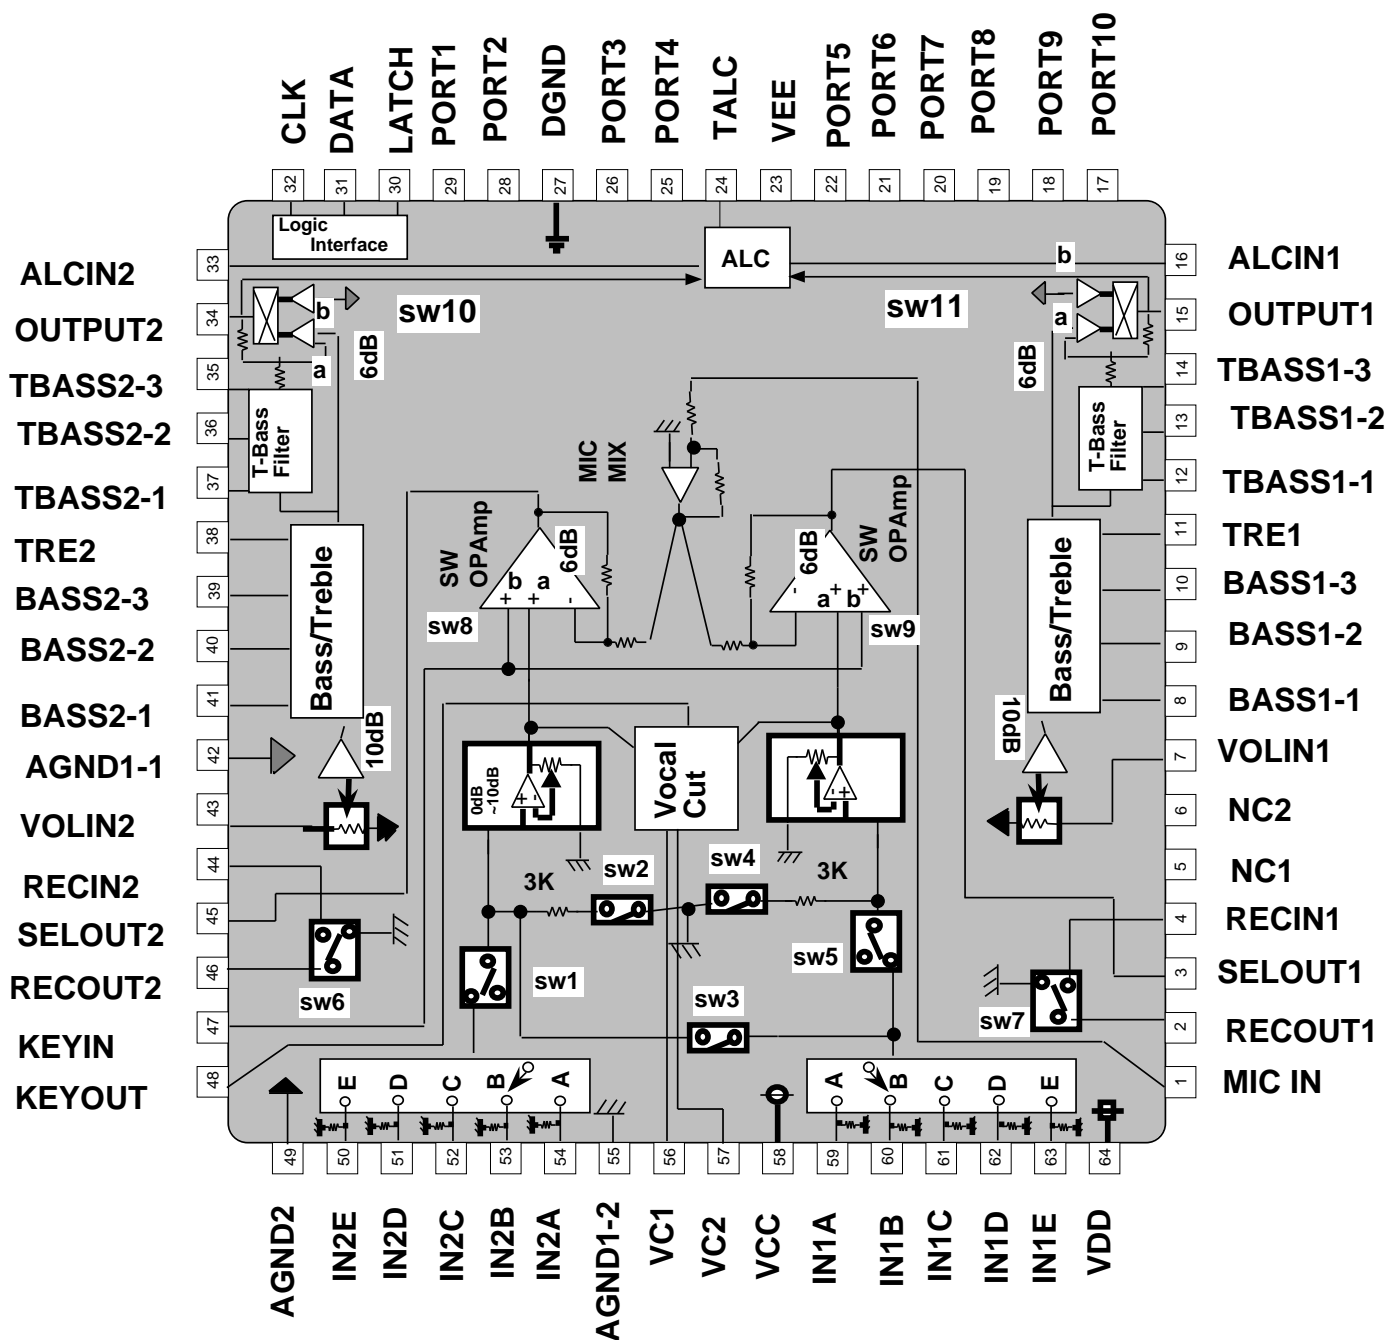 CLK
DATA
LATCH
PORT1
PORT2
DGND
PORT3
PORT4
TALC
VEE
PORT5
PORT6
PORT7
PORT8
PORT9
PORT10
32
31
30
29
28
27
26
25
24
23
22
21
20
19
18
17
Logic
Interface
ALC
ALCIN2
33
b
16
ALCIN1
OUTPUT2
34
b
sw10
sw11
a
15
OUTPUT1
a
6dB
6dB
TBASS2-3
35
14
TBASS1-3
TBASS2-2
36
T-Bass
Filter
T-Bass
Filter
13
TBASS1-2
MIC
MIX
TBASS2-1
37
12
TBASS1-1
TRE2
38
11
TRE1
SW
OPAmp
6dB
b
a
+
+
-
sw8
6dB
SW
OPAmp
-
a
+
b
+
sw9
BASS2-3
39
Bass/Treble
Bass/Treble
10
BASS1-3
BASS2-2
40
9
BASS1-2
BASS2-1
41
8
BASS1-1
AGND1-1
42
10dB
10dB
7
VOLIN1
0dB
~10dB
+
-
Vocal
Cut
-
+
VOLIN2
43
6
NC2
RECIN2
44
5
NC1
3K
sw2
sw4
3K
SELOUT2
45
4
RECIN1
RECOUT2
46
sw6
sw1
sw3
sw5
sw7
3
SELOUT1
KEYIN
47
2
RECOUT1
KEYOUT
48
1
MIC IN
E
D
C
B
A
A
B
C
D
E
49
50
51
52
53
54
55
56
57
58
59
60
61
62
63
64
AGND2
IN2E
IN2D
IN2C
IN2B
IN2A
AGND1-2
VC1
VC2
VCC
IN1A
IN1B
IN1C
IN1D
IN1E
VDD